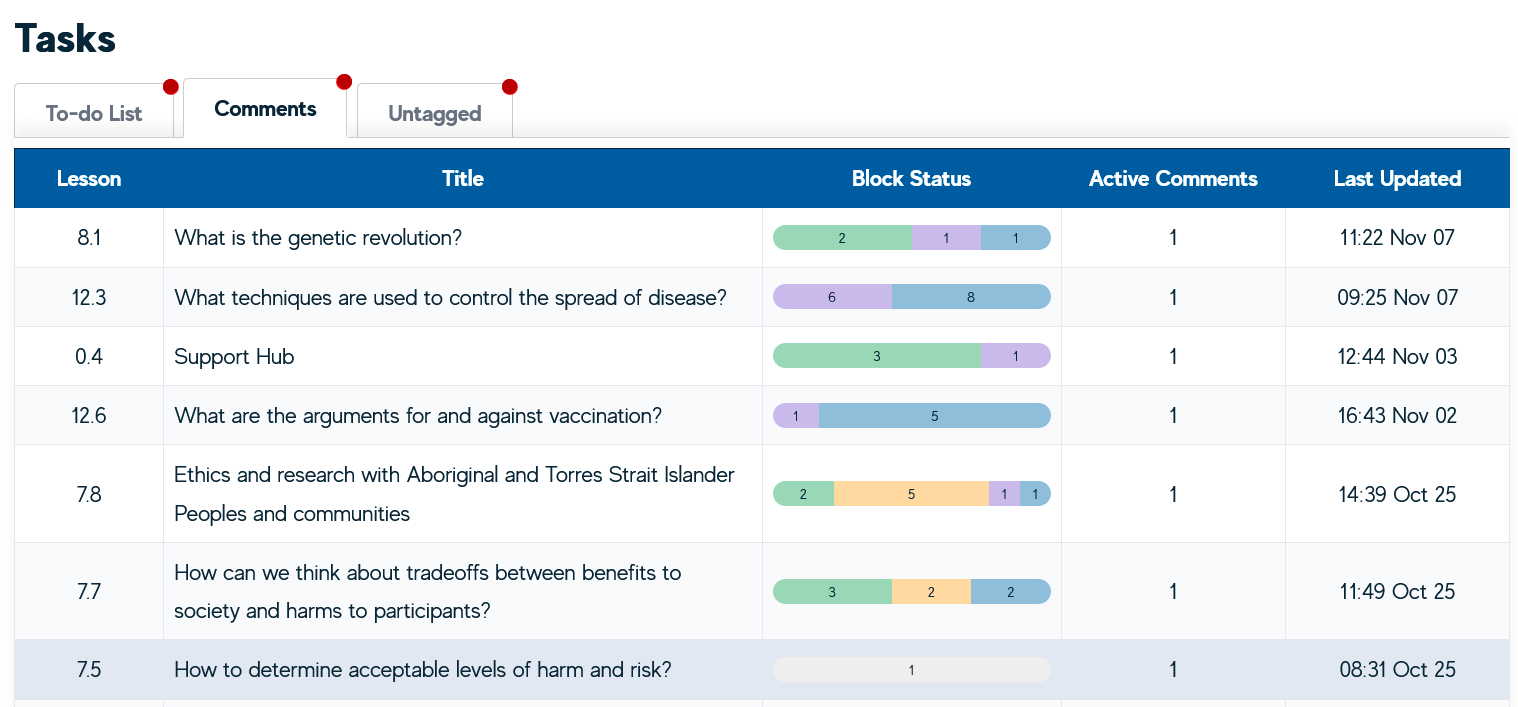 Tasks
To-do List Comments Untagged
Lesson Title Block Status Active Comments Last Updated
8.1 What is the genetic revolution? 2 1 1 1 11:22 Nov 07
12.3 What techniques are used to control the spread of disease? 6 8 1 09:25 Nov 07
0.4 Support Hub 3 1 1 12:44 Nov 03
12.6 What are the arguments for and against vaccination? 1 5 1 16:43 Nov 02
7.8 Ethics and research with Aboriginal and Torres Strait Islander
Peoples and communities 2 5 1 1 1 14:39 Oct 25
7.7 How can we think about tradeoffs between benefits to
society and harms to participants? 3 2 2 1 11:49 Oct 25
7.5 How to determine acceptable levels of harm and risk? 1 1 08:31 Oct 25